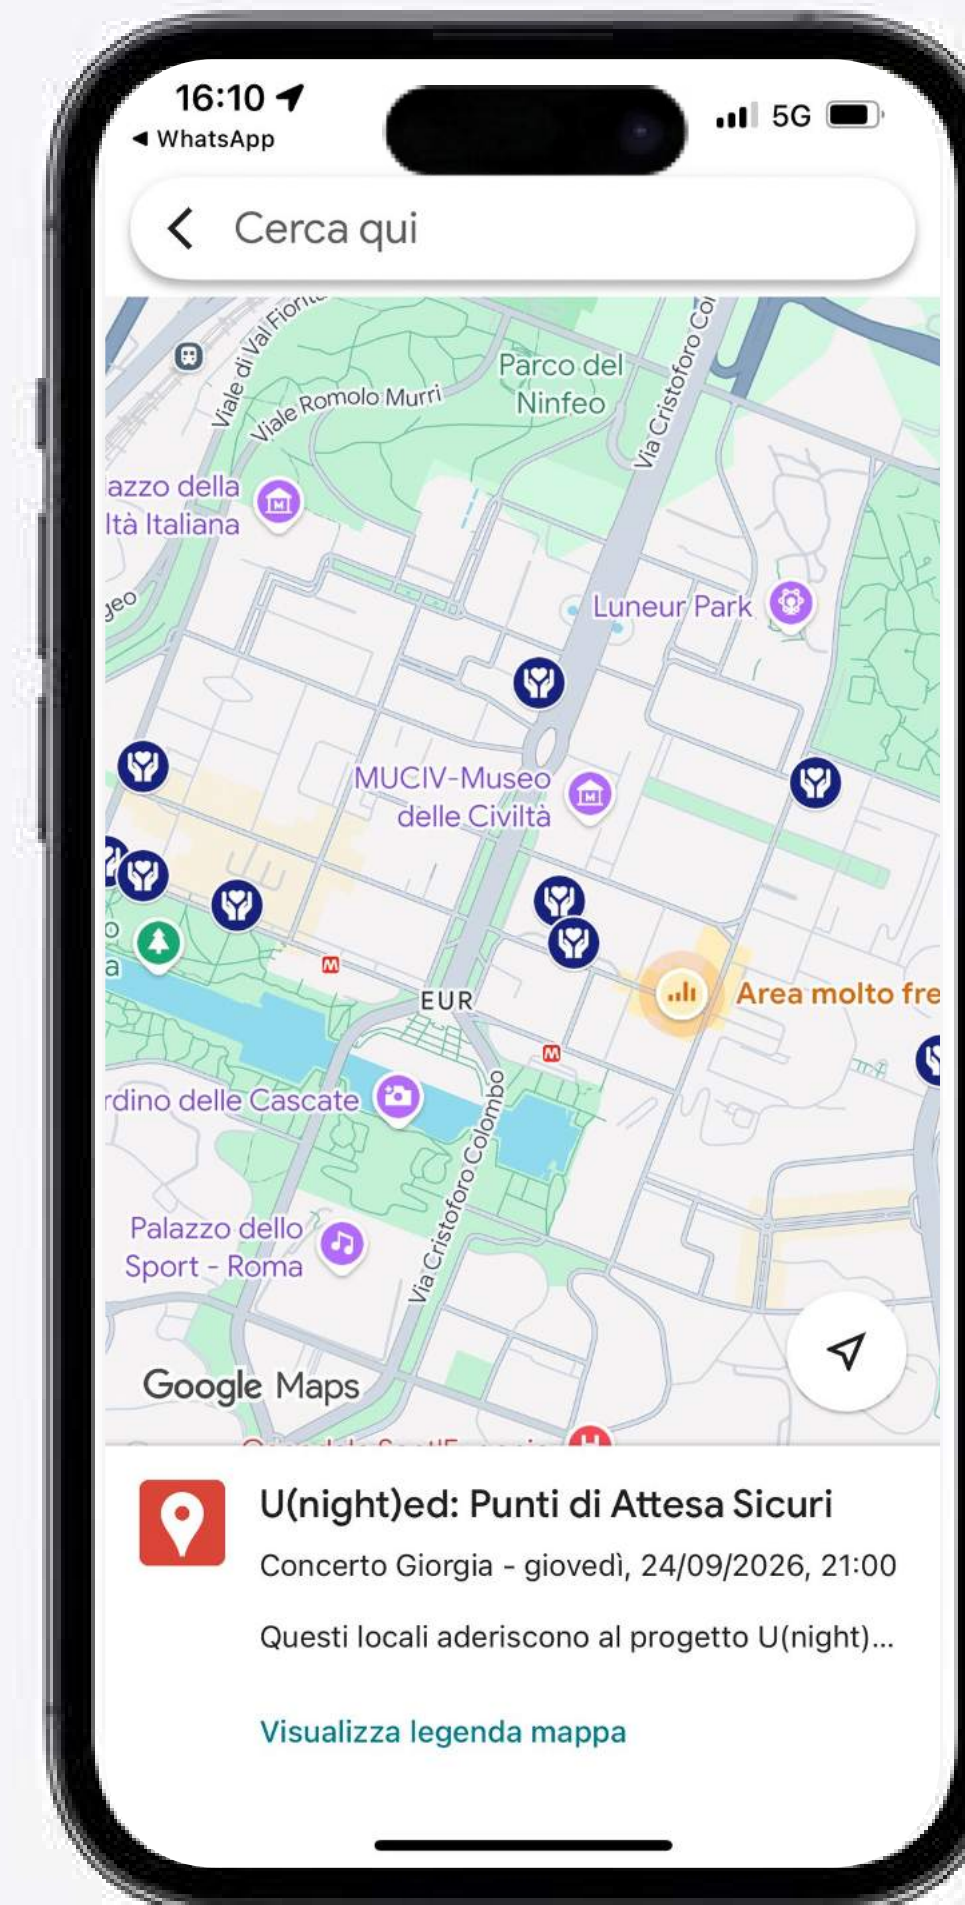 16:10
5G
◀ WhatsApp
Cerca qui
Viale di Val Fiorita
Parco del
Ninfeo
Via Cristoforo Col
Viale Romolo Murri
azzo della
ltà Italiana
geo
Luneur Park
MUCIV-Museo
delle Civiltà
o
a
M
EUR
Area molto fre
M
rdino delle Cascate
Via Cristoforo Colombo
Palazzo dello
Sport - Roma
Google Maps
U(night)ed: Punti di Attesa Sicuri
Concerto Giorgia - giovedì, 24/09/2026, 21:00
Questi locali aderiscono al progetto U(night)...
Visualizza legenda mappa